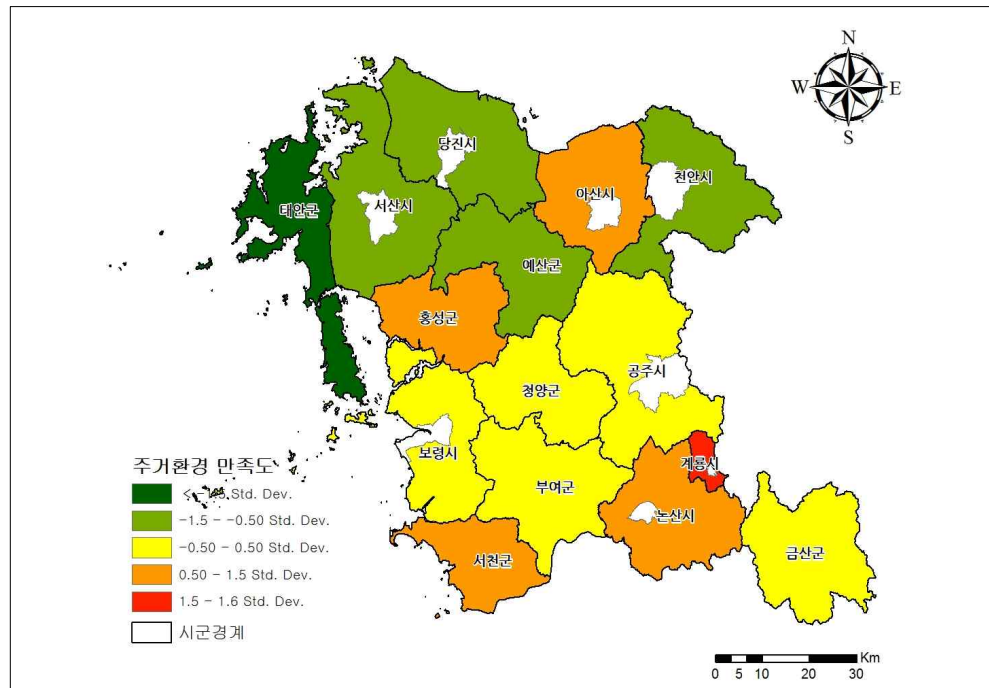 N
W E
S
당진시
천안시
아산시
서산시
태안군
예산군
홍성군
공주시
청양군
보령시
계룡시
부여군
논산시
서천군
금산군
주거환경 만족도
Std. Dev.
-1.5 - -0.50 Std. Dev.
-0.50 - 0.50 Std. Dev.
0.50 - 1.5 Std. Dev.
1.5 - 1.6 Std. Dev.
시군경계
Km
0 5 10 20 30